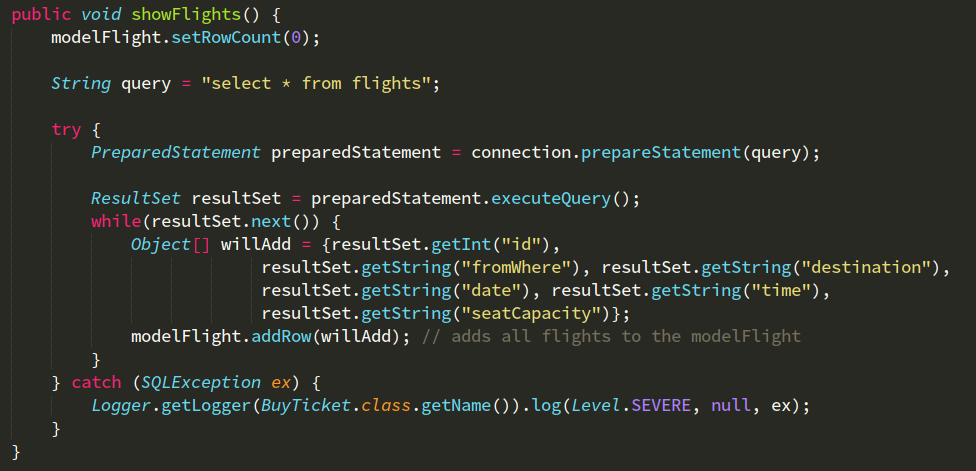 public void showFlights() {
    modelFlight.setRowCount(0);

    String query = "select * from flights";

    try {
        PreparedStatement preparedStatement = connection.prepareStatement(query);

        ResultSet resultSet = preparedStatement.executeQuery();
        while(resultSet.next()) {
            Object[] willAdd = {resultSet.getInt("id"),
                         resultSet.getString("fromWhere"), resultSet.getString("destination"),
                         resultSet.getString("date"), resultSet.getString("time"),
                         resultSet.getString("seatCapacity")};
            modelFlight.addRow(willAdd); // adds all flights to the modelFlight
        }
    } catch (SQLException ex) {
        Logger.getLogger(BuyTicket.class.getName()).log(Level.SEVERE, null, ex);
    }
}